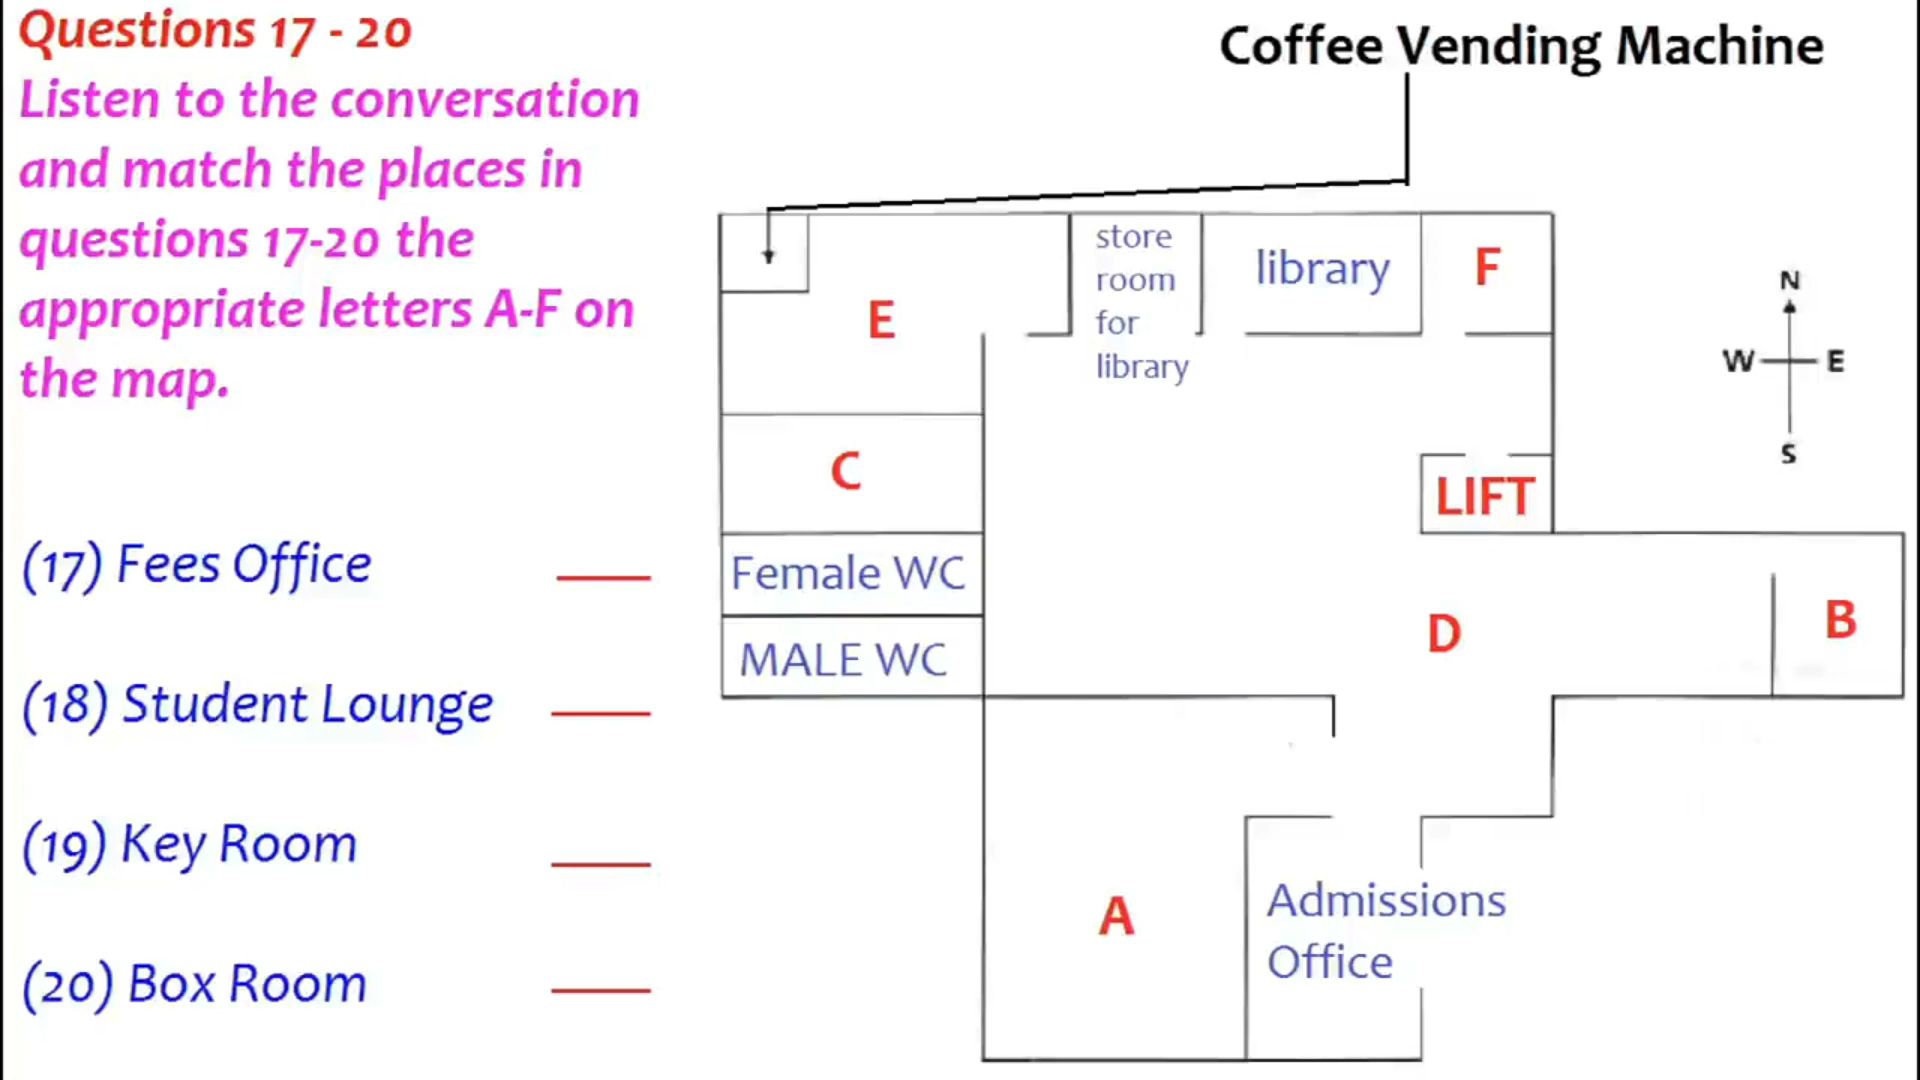 Questions 17 - 20
Listen to the conversation
and match the places in
questions 17-20 the
appropriate letters A-F on
the map.
(17) Fees Office
(18) Student Lounge
(19) Key Room
(20) Box Room
Coffee Vending Machine
store
room
for
library
library
F
E
C
Female WC
MALE WC
LIFT
D
B
A
Admissions
Office
N
W E
S